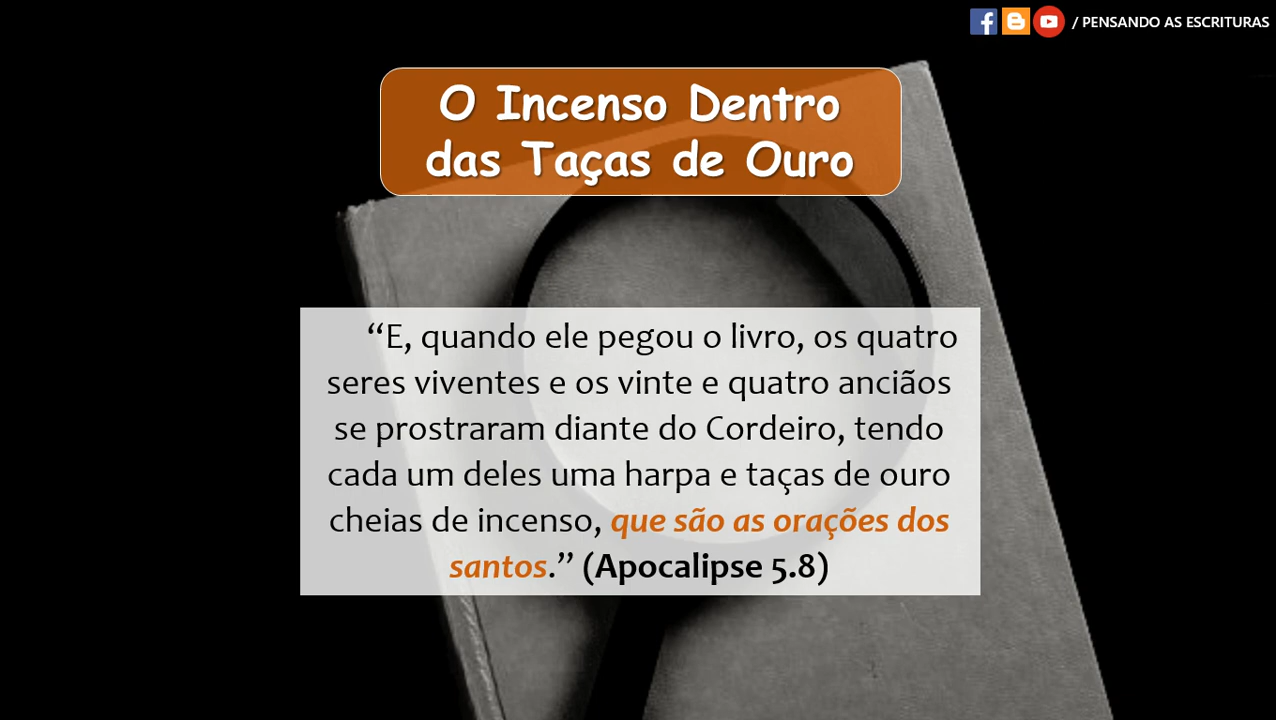 / PENSANDO AS ESCRITURAS
O Incenso Dentro
das Taças de Ouro
“E, quando ele pegou o livro, os quatro
seres viventes e os vinte e quatro anciãos
se prostraram diante do Cordeiro, tendo
cada um deles uma harpa e taças de ouro
cheias de incenso, que são as orações dos
santos.” (Apocalipse 5.8)